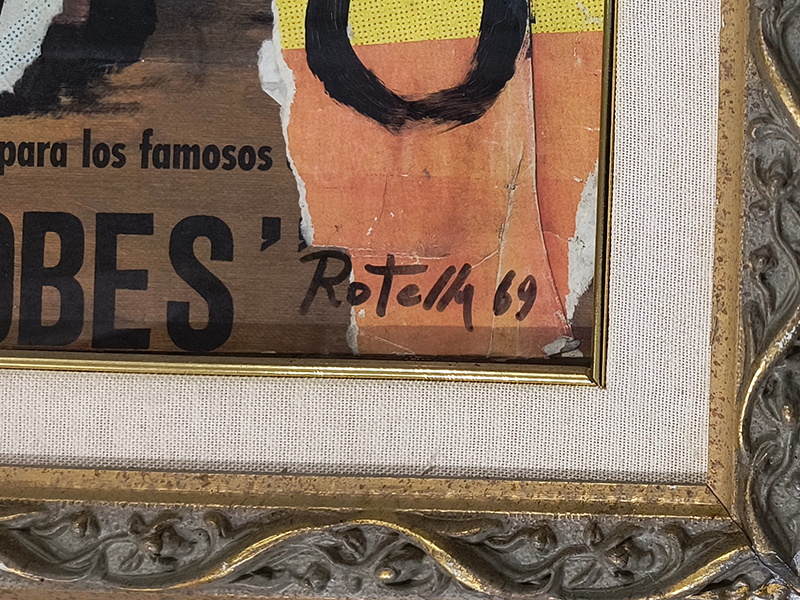 para los famosos
OBES"
Rotella 69